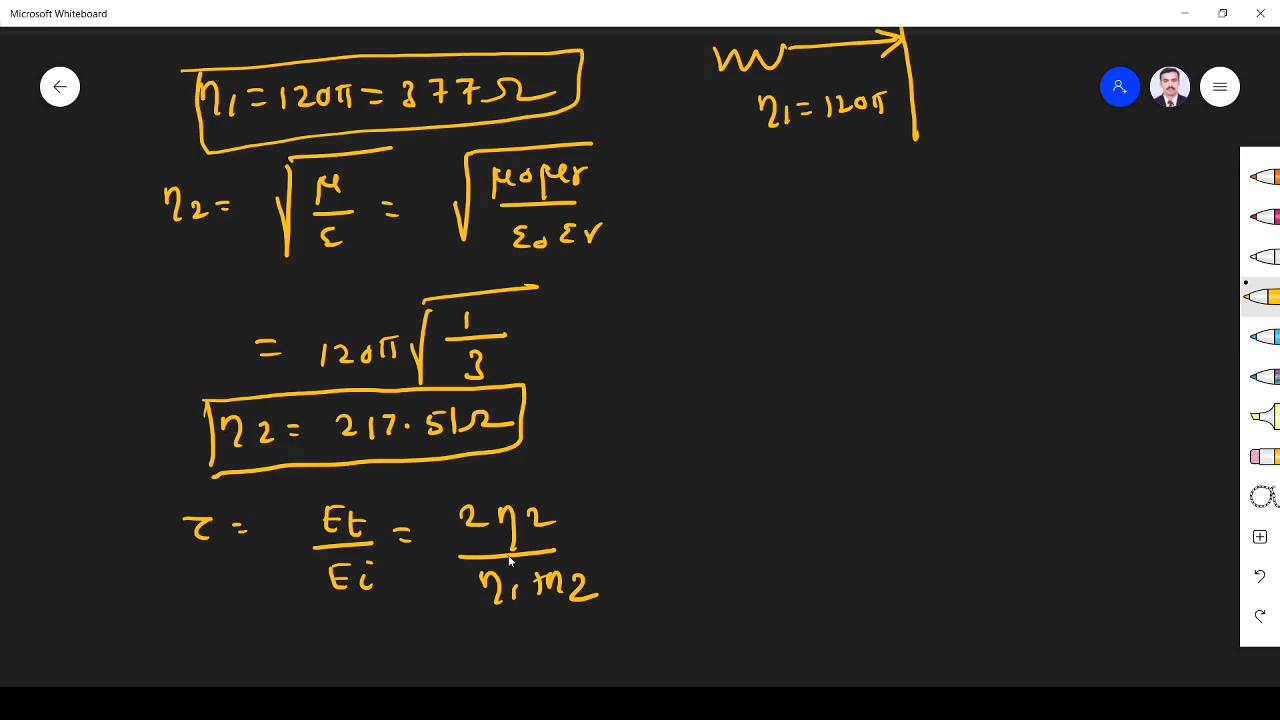 Microsoft Whiteboard
η1 = 120π = 377Ω
η1 = 120π
η2 = √(μ/ε) = √(μ0μr/ε0εr)
= 120π√(1/3)
η2 = 217.51Ω
τ = Et/Ei = 2η2/(η1+η2)